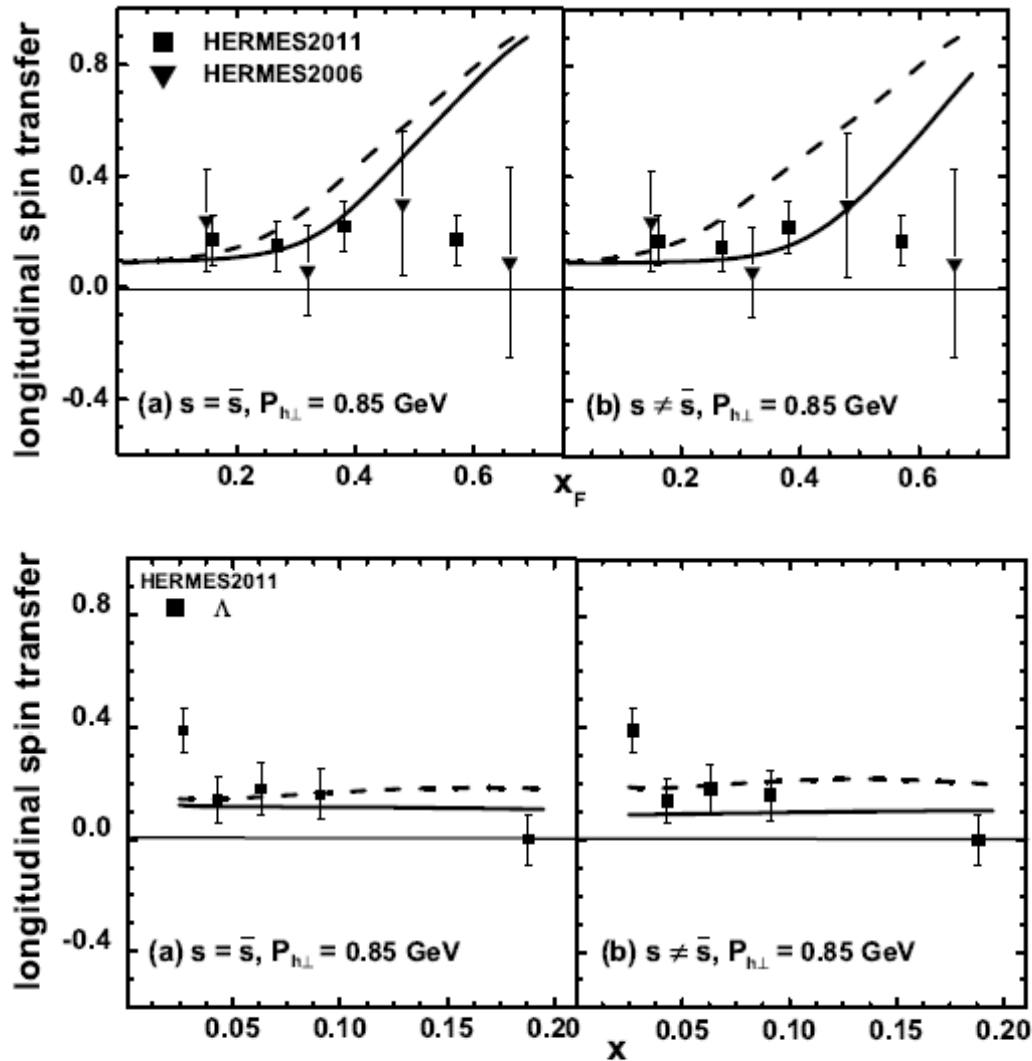 longitudinal spin transfer
0.8
0.4
0.0
-0.4
HERMES2011
HERMES2006
(a) s = s̅, P_h⊥ = 0.85 GeV
(b) s ≠ s̅, P_h⊥ = 0.85 GeV
0.2 0.4 0.6 0.2 0.4 0.6
x_F
longitudinal spin transfer
0.8
0.4
0.0
-0.4
HERMES2011
Λ
(a) s = s̅, P_h⊥ = 0.85 GeV
(b) s ≠ s̅, P_h⊥ = 0.85 GeV
0.05 0.10 0.15 0.20 0.05 0.10 0.15 0.20
x